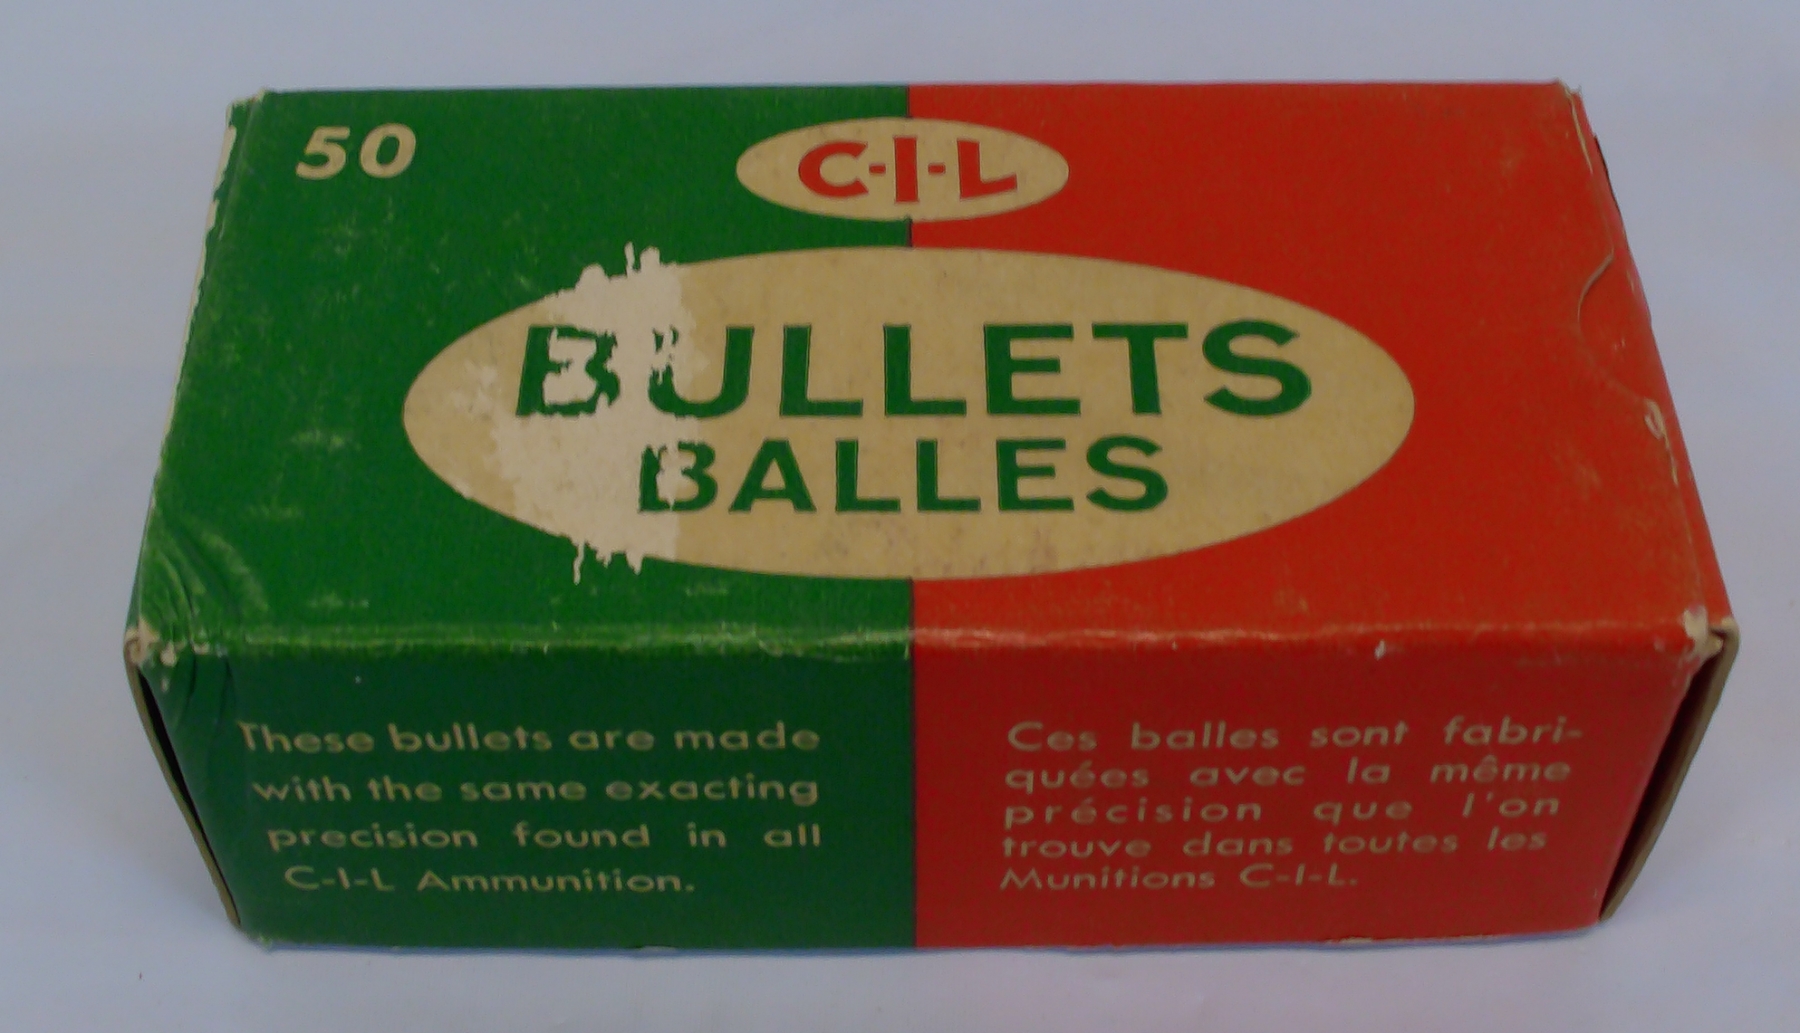 50
C-I-L
BULLETS
BALLES
These bullets are made
with the same exacting
precision found in all
C-I-L Ammunition.
Ces balles sont fabri-
quées avec la même
précision que l'on
trouve dans toutes les
Munitions C-I-L.